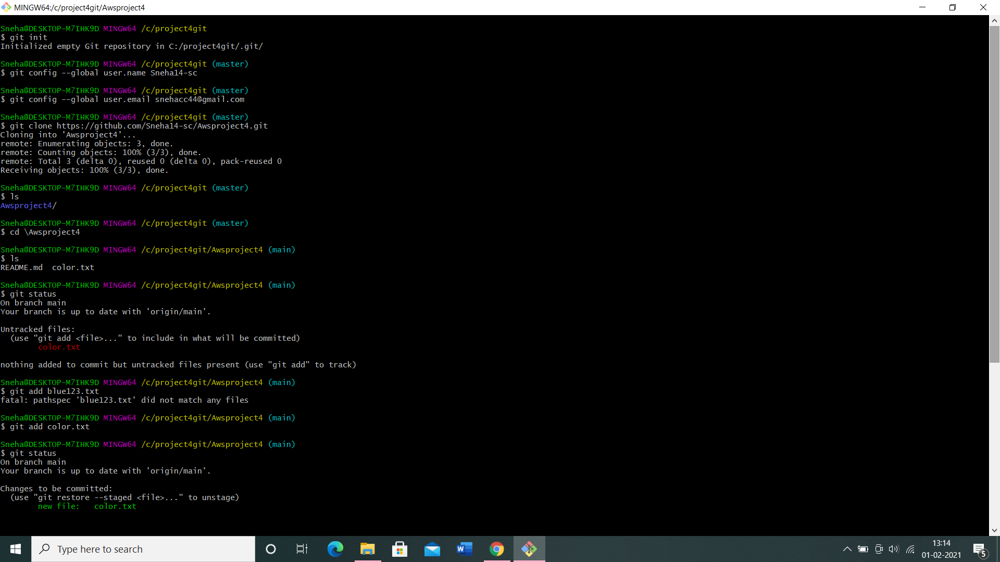 MINGW64:/c/project4git/Awsproject4
Sneha@DESKTOP-M7IHK9D MINGW64 /c/project4git
$ git init
Initialized empty Git repository in C:/project4git/.git/
Sneha@DESKTOP-M7IHK9D MINGW64 /c/project4git (master)
$ git config --global user.name Sneha14-sc
Sneha@DESKTOP-M7IHK9D MINGW64 /c/project4git (master)
$ git config --global user.email snehacc44@gmail.com
Sneha@DESKTOP-M7IHK9D MINGW64 /c/project4git (master)
$ git clone https://github.com/Sneha14-sc/Awsproject4.git
Cloning into 'Awsproject4'...
remote: Enumerating objects: 3, done.
remote: Counting objects: 100% (3/3), done.
remote: Total 3 (delta 0), reused 0 (delta 0), pack-reused 0
Receiving objects: 100% (3/3), done.
Sneha@DESKTOP-M7IHK9D MINGW64 /c/project4git (master)
$ ls
Awsproject4/
Sneha@DESKTOP-M7IHK9D MINGW64 /c/project4git (master)
$ cd \Awsproject4
Sneha@DESKTOP-M7IHK9D MINGW64 /c/project4git/Awsproject4 (main)
$ ls
README.md  color.txt
Sneha@DESKTOP-M7IHK9D MINGW64 /c/project4git/Awsproject4 (main)
$ git status
On branch main
Your branch is up to date with 'origin/main'.
Untracked files:
  (use "git add <file>..." to include in what will be committed)
        color.txt
nothing added to commit but untracked files present (use "git add" to track)
Sneha@DESKTOP-M7IHK9D MINGW64 /c/project4git/Awsproject4 (main)
$ git add blue123.txt
fatal: pathspec 'blue123.txt' did not match any files
Sneha@DESKTOP-M7IHK9D MINGW64 /c/project4git/Awsproject4 (main)
$ git add color.txt
Sneha@DESKTOP-M7IHK9D MINGW64 /c/project4git/Awsproject4 (main)
$ git status
On branch main
Your branch is up to date with 'origin/main'.
Changes to be committed:
  (use "git restore --staged <file>..." to unstage)
        new file:   color.txt
Type here to search
W
13:14
01-02-2021
5